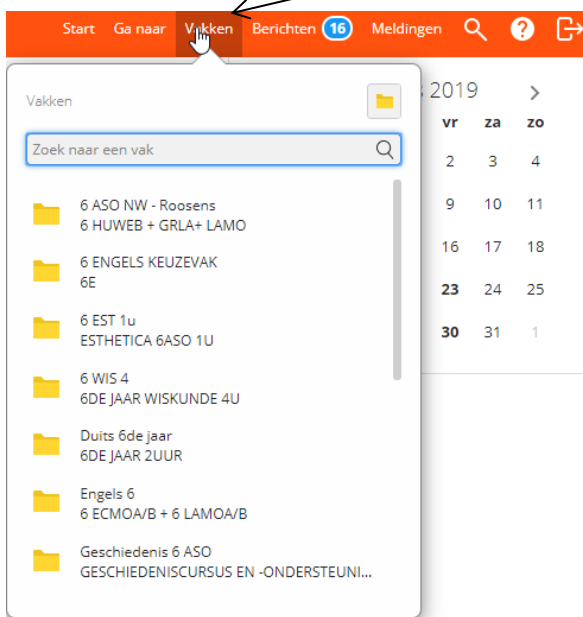 Start Ga naar Vakken Berichten 16 Meldingen ?
Vakken
Zoek naar een vak
6 ASO NW - Roosens
6 HUWEB + GRLA+ LAMO
6 ENGELS KEUZEVAK
6E
6 EST 1u
ESTHETICA 6ASO 1U
6 WIS 4
6DE JAAR WISKUNDE 4U
Duits 6de jaar
6DE JAAR 2UUR
Engels 6
6 ECMOA/B + 6 LAMOA/B
Geschiedenis 6 ASO
GESCHIEDENISCURSUS EN -ONDERSTEUNI...
s 2019 >
vr za zo
2 3 4
9 10 11
16 17 18
23 24 25
30 31 1